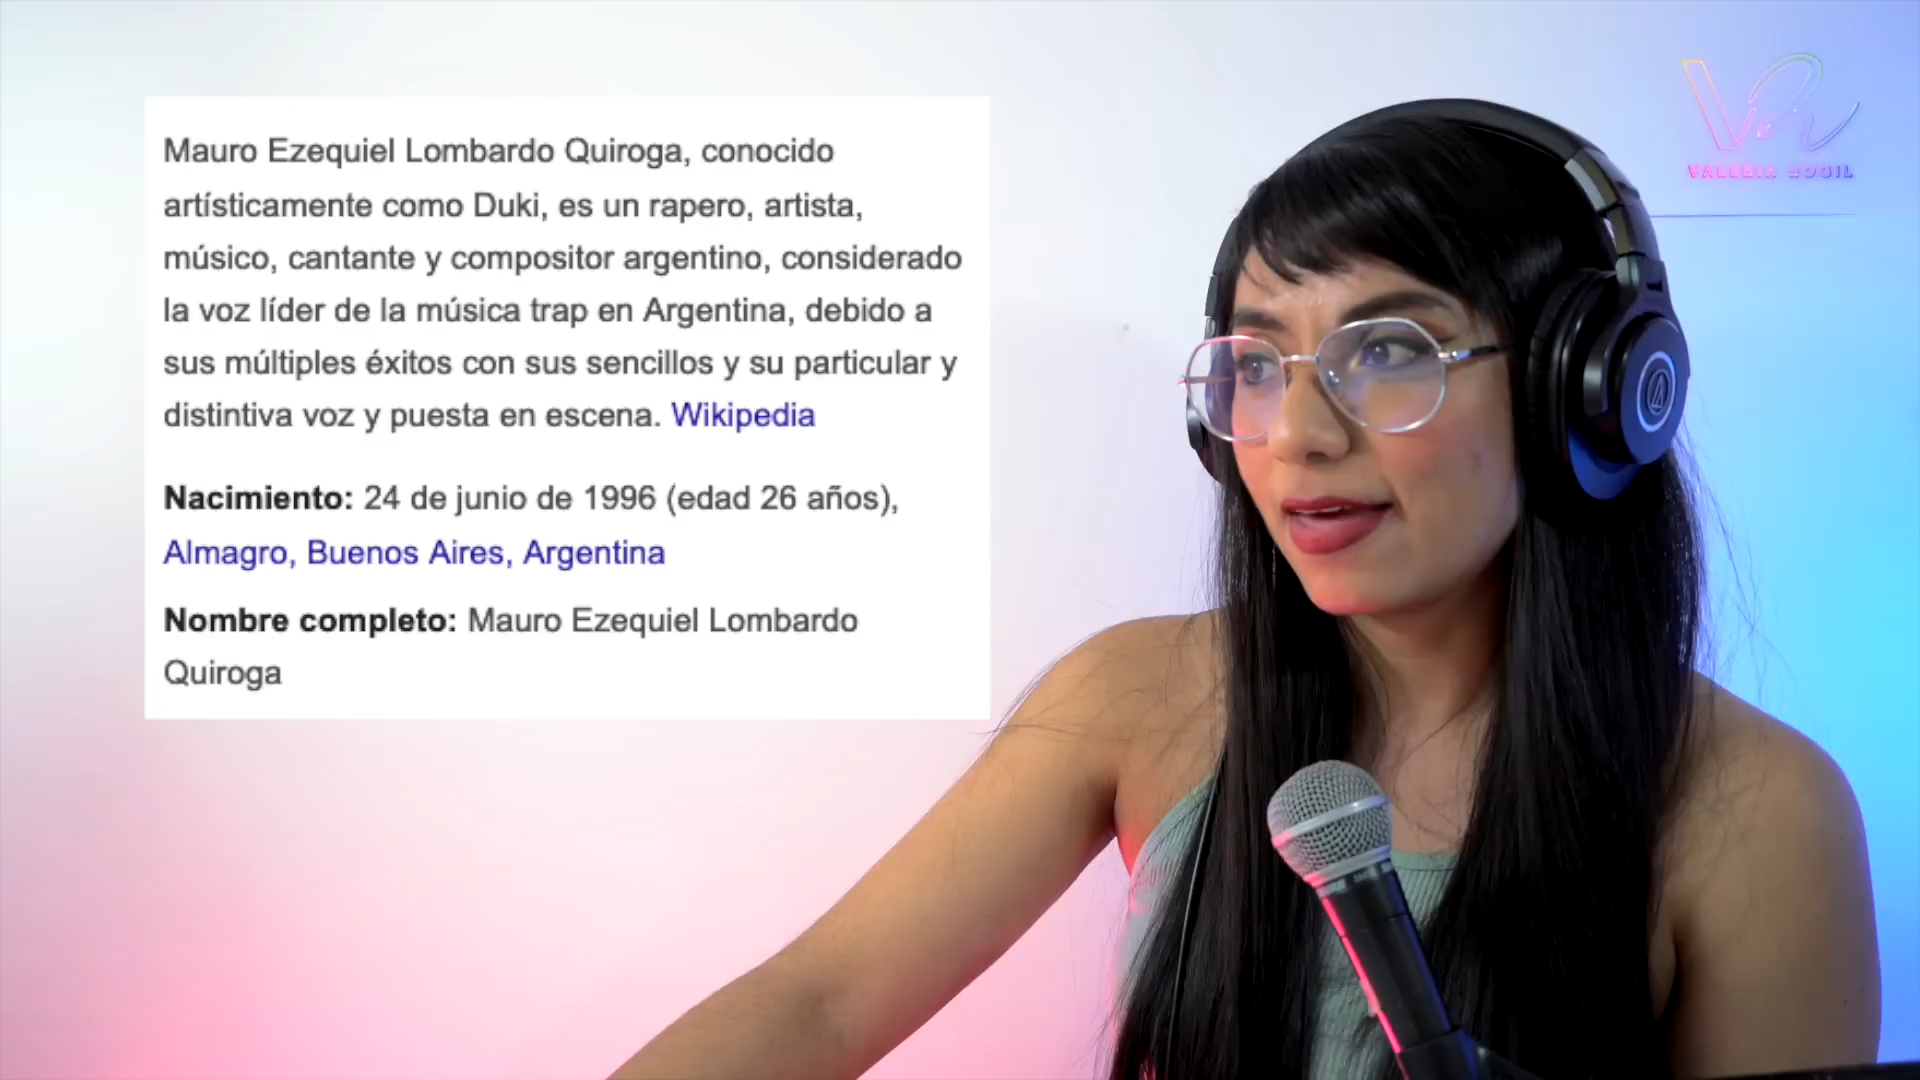 Mauro Ezequiel Lombardo Quiroga, conocido
artísticamente como Duki, es un rapero, artista,
músico, cantante y compositor argentino, considerado
la voz líder de la música trap en Argentina, debido a
sus múltiples éxitos con sus sencillos y su particular y
distintiva voz y puesta en escena. Wikipedia
Nacimiento: 24 de junio de 1996 (edad 26 años),
Almagro, Buenos Aires, Argentina
Nombre completo: Mauro Ezequiel Lombardo
Quiroga